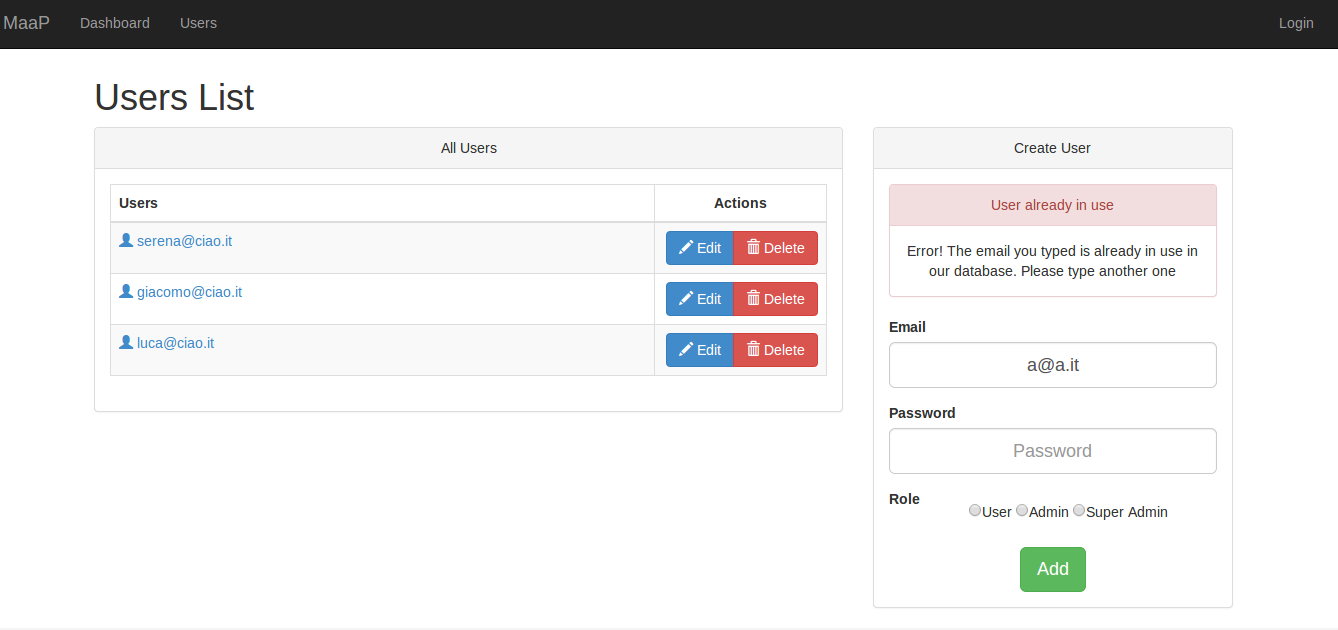 MaaP Dashboard Users Login
Users List
All Users
Users Actions
serena@ciao.it Edit Delete
giacomo@ciao.it Edit Delete
luca@ciao.it Edit Delete
Create User
User already in use
Error! The email you typed is already in use in
our database. Please type another one
Email
a@a.it
Password
Password
Role
User Admin Super Admin
Add